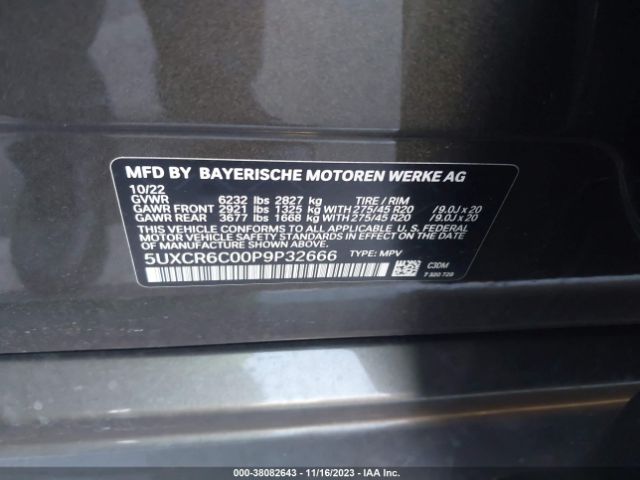 MFD BY BAYERISCHE MOTOREN WERKE AG
10/22
GVWR 6232 lbs 2827 kg TIRE / RIM
GAWR FRONT 2921 lbs 1325 kg WITH 275/45 R20 /9.0J x 20
GAWR REAR 3677 lbs 1668 kg WITH 275/45 R20 /9.0J x 20
THIS VEHICLE CONFORMS TO ALL APPLICABLE, U. S. FEDERAL
MOTOR VEHICLE SAFETY STANDARDS IN EFFECT ON THE DATE OF
MANUFACTURE SHOWN ABOVE.
5UXCR6C00P9P32666 TYPE: MPV
C3DM
7 320 729
© - 38082643 - 11/16/2023 - IAA